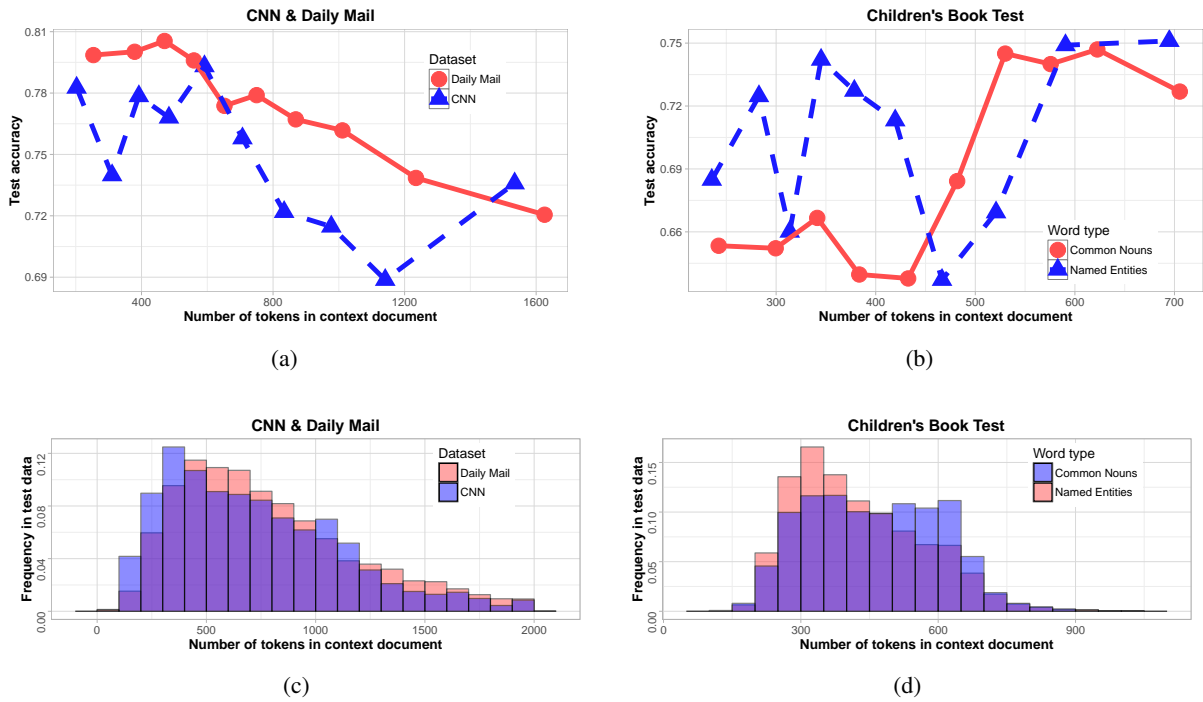 CNN & Daily Mail
Test accuracy
0.81
0.78
0.75
0.72
0.69
Dataset
Daily Mail
CNN
400
800
1200
1600
Number of tokens in context document
(a)
Children's Book Test
Test accuracy
0.75
0.72
0.69
0.66
Word type
Common Nouns
Named Entities
300
400
500
600
700
Number of tokens in context document
(b)
CNN & Daily Mail
Frequency in test data
0.12
0.08
0.04
0.00
Dataset
Daily Mail
CNN
0
500
1000
1500
2000
Number of tokens in context document
(c)
Children's Book Test
Frequency in test data
0.15
0.10
0.05
0.00
Word type
Common Nouns
Named Entities
0
300
600
900
Number of tokens in context document
(d)